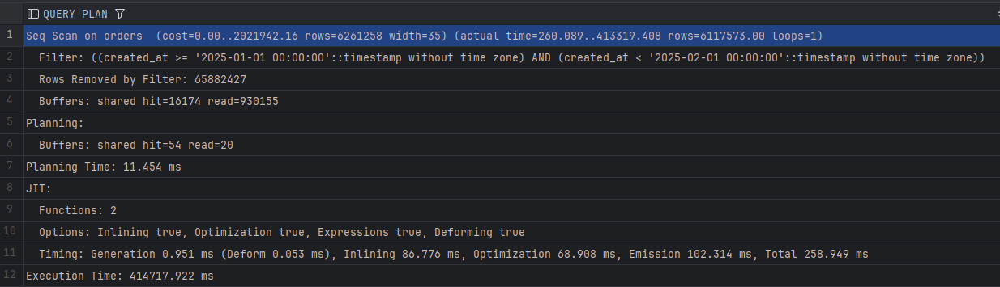 QUERY PLAN
1 Seq Scan on orders  (cost=0.00..2021942.16 rows=6261258 width=35) (actual time=260.089..413319.408 rows=6117573.00 loops=1)
2   Filter: ((created_at >= '2025-01-01 00:00:00'::timestamp without time zone) AND (created_at < '2025-02-01 00:00:00'::timestamp without time zone))
3   Rows Removed by Filter: 65882427
4   Buffers: shared hit=16174 read=930155
5 Planning:
6   Buffers: shared hit=54 read=20
7 Planning Time: 11.454 ms
8 JIT:
9   Functions: 2
10   Options: Inlining true, Optimization true, Expressions true, Deforming true
11   Timing: Generation 0.951 ms (Deform 0.053 ms), Inlining 86.776 ms, Optimization 68.908 ms, Emission 102.314 ms, Total 258.949 ms
12 Execution Time: 414717.922 ms